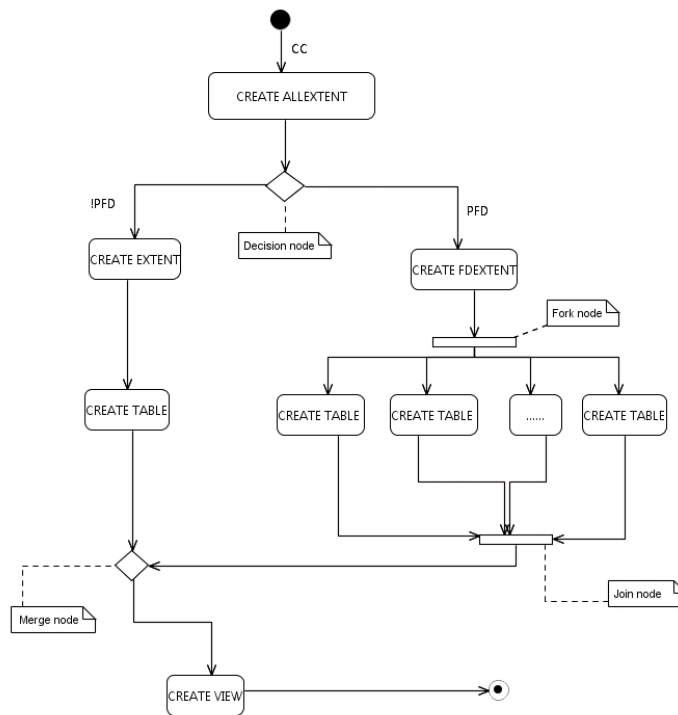 CC
CREATE ALLEXTENT
!PFD
PFD
Decision node
CREATE EXTENT
CREATE FDEXTENT
Fork node
CREATE TABLE
CREATE TABLE
CREATE TABLE
......
CREATE TABLE
Merge node
Join node
CREATE VIEW